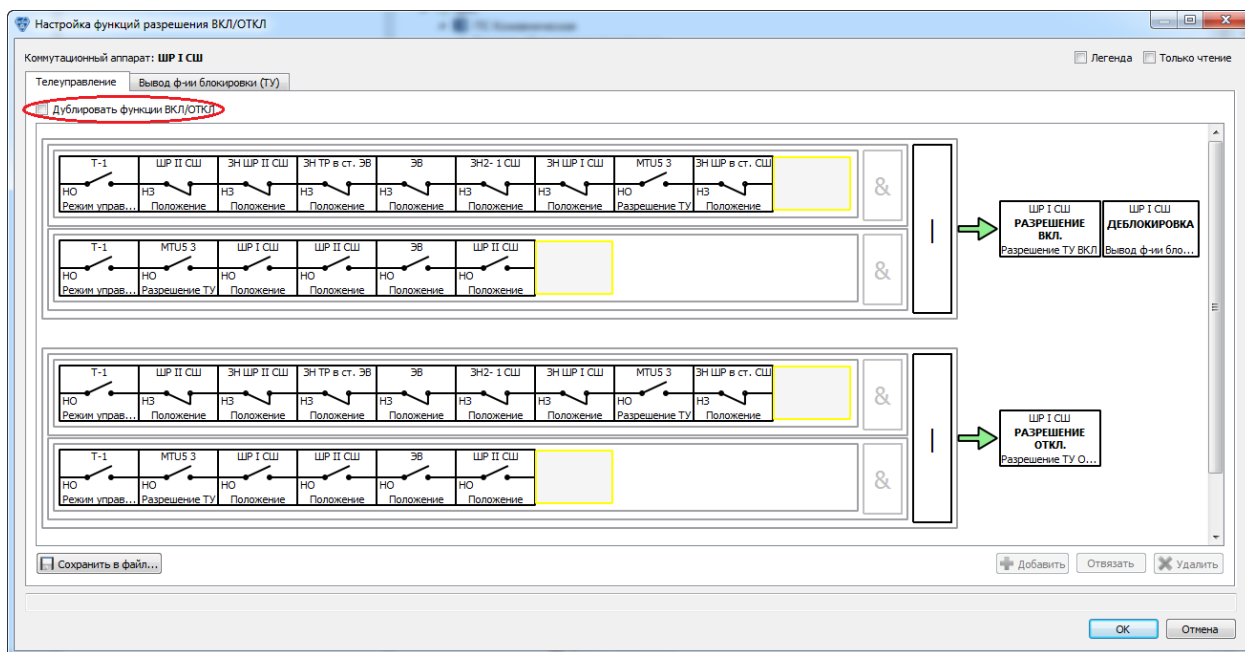 Настройка функций разрешения ВКЛ/ОТКЛ
Коммутационный аппарат: ШР I СШ
Легенда Только чтение
Телеуправление Вывод ф-ии блокировки (ТУ)
Дублировать функции ВКЛ/ОТКЛ
Т-1 ШР II СШ ЗН ШР II СШ ЗН ТР в ст. ЭВ ЭВ ЗН2- 1 СШ ЗН ШР I СШ MTU5 3 ЗН ШР в ст. СШ
НО НЗ НЗ НЗ НЗ НЗ НЗ НО НЗ
Режим управ... Положение Положение Положение Положение Положение Положение Разрешение ТУ Положение
&
Т-1 MTU5 3 ШР I СШ ШР II СШ ЭВ ШР II СШ
НО НО НО НО НО НО
Режим управ... Разрешение ТУ Положение Положение Положение Положение
&
|
ШР I СШ ШР I СШ
РАЗРЕШЕНИЕ ДЕБЛОКИРОВКА
ВКЛ.
Разрешение ТУ ВКЛ Вывод ф-ии бло...
Т-1 ШР II СШ ЗН ШР II СШ ЗН ТР в ст. ЭВ ЭВ ЗН2- 1 СШ ЗН ШР I СШ MTU5 3 ЗН ШР в ст. СШ
НО НЗ НЗ НЗ НЗ НЗ НЗ НО НЗ
Режим управ... Положение Положение Положение Положение Положение Положение Разрешение ТУ Положение
&
Т-1 MTU5 3 ШР I СШ ШР II СШ ЭВ ШР II СШ
НО НО НО НО НО НО
Режим управ... Разрешение ТУ Положение Положение Положение Положение
&
|
ШР I СШ
РАЗРЕШЕНИЕ
ОТКЛ.
Разрешение ТУ О...
Сохранить в файл... Добавить Отвязать Удалить
ОК Отмена